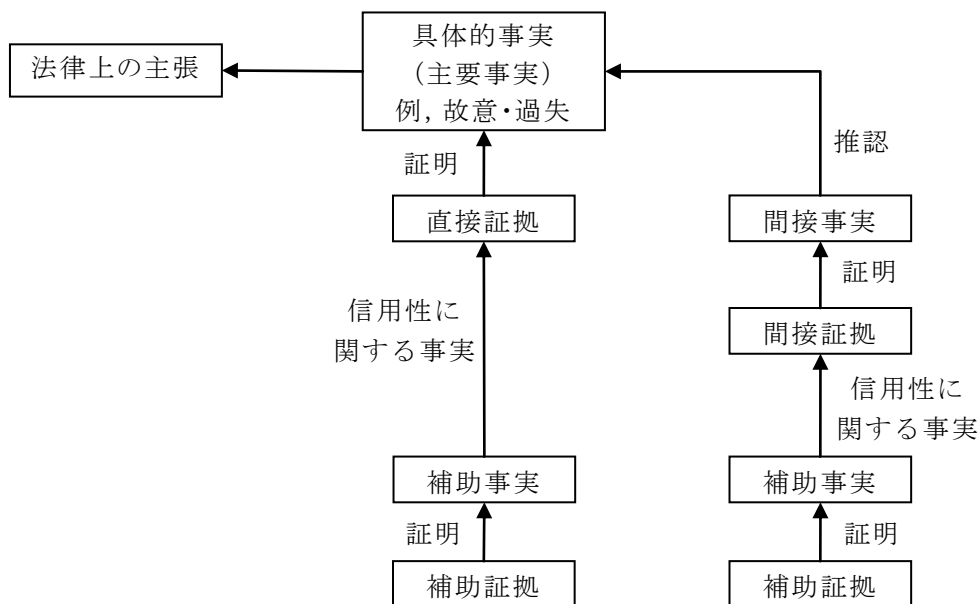 具体的事実
(主要事実)
例,故意・過失
法律上の主張
証明
推認
直接証拠
間接事実
証明
信用性に
関する事実
間接証拠
信用性に
関する事実
補助事実
補助事実
証明
証明
補助証拠
補助証拠